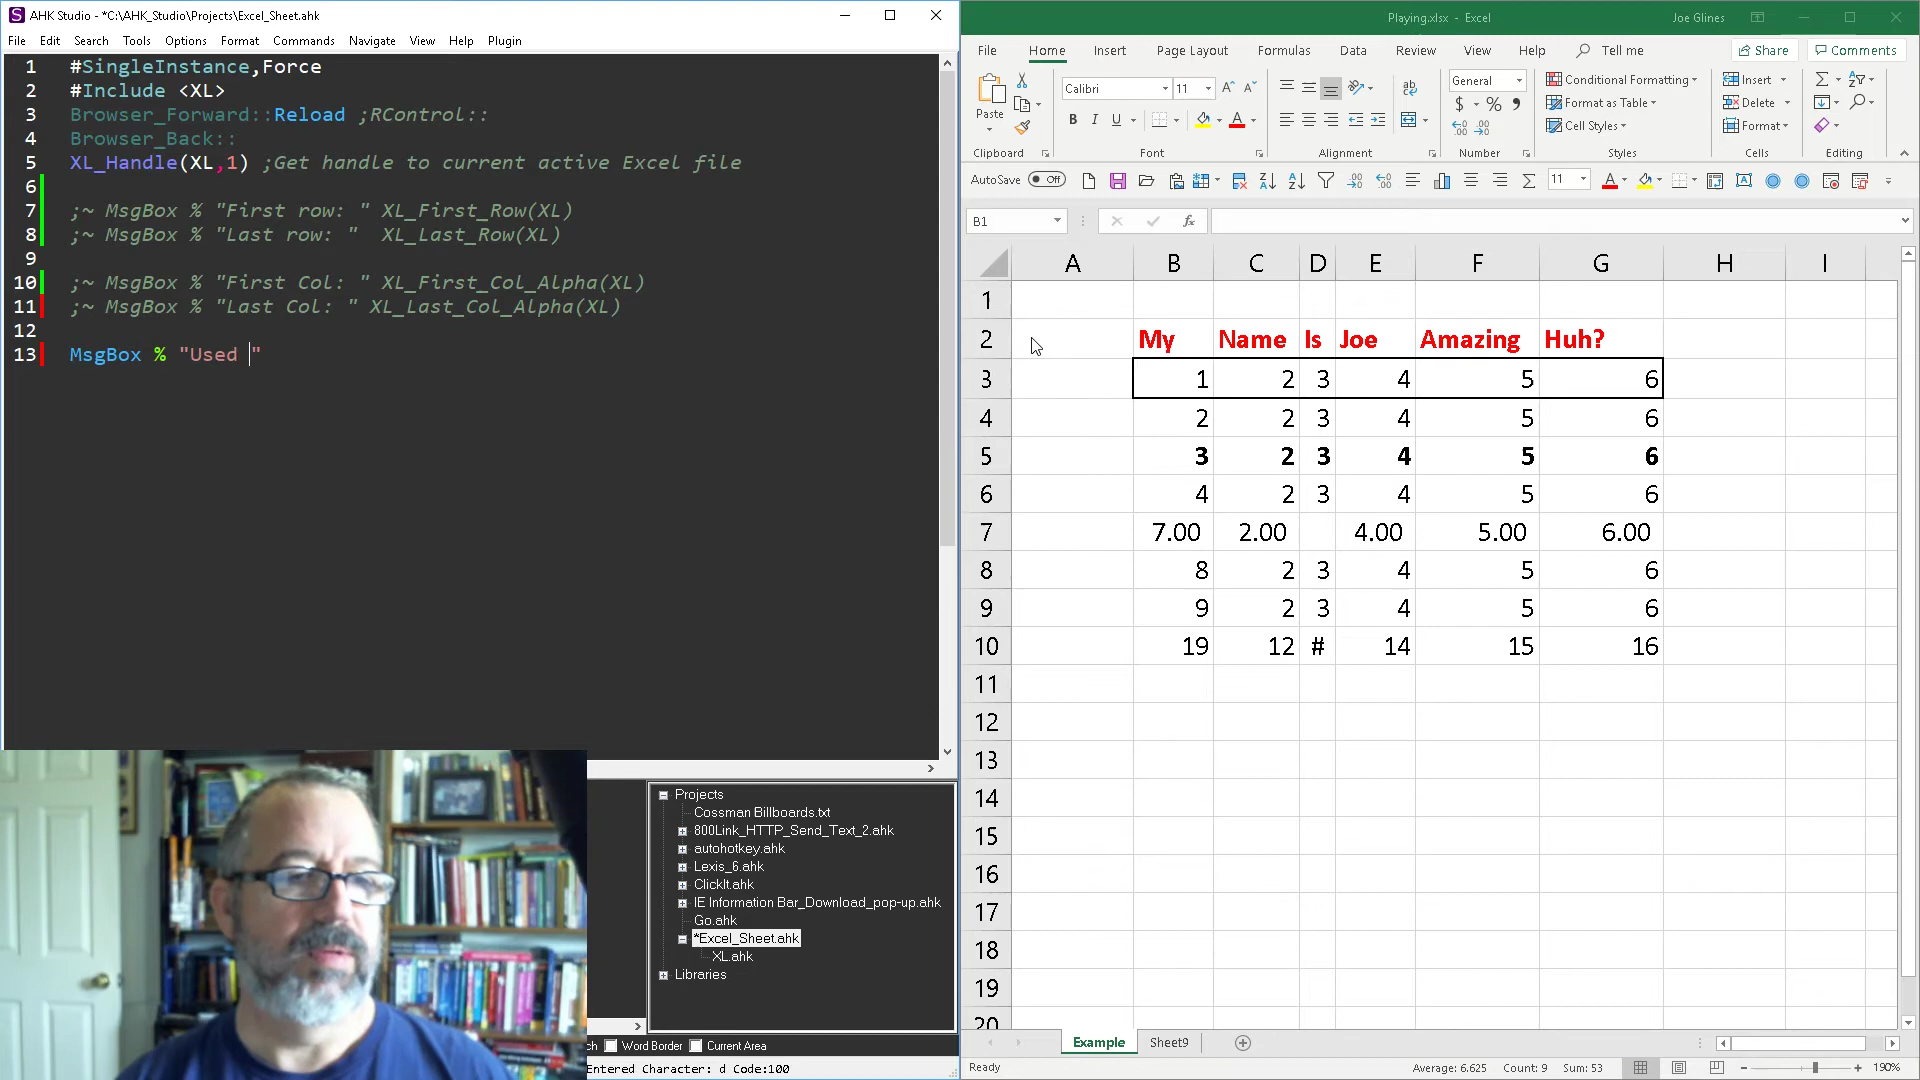 AHK Studio - *C:\AHK_Studio\Projects\Excel_Sheet.ahk
File Edit Search Tools Options Format Commands Navigate View Help Plugin
1 #SingleInstance,Force
2 #Include <XL>
3 Browser_Forward::Reload ;RControl::
4 Browser_Back::
5 XL_Handle(XL,1) ;Get handle to current active Excel file
6
7 ;~ MsgBox % "First row: " XL_First_Row(XL)
8 ;~ MsgBox % "Last row: "  XL_Last_Row(XL)
9
10 ;~ MsgBox % "First Col: " XL_First_Col_Alpha(XL)
11 ;~ MsgBox % "Last Col: " XL_Last_Col_Alpha(XL)
12
13 MsgBox % "Used "
Projects
Cossman Billboards.txt
800Link_HTTP_Send_Text_2.ahk
autohotkey.ahk
Lexis_6.ahk
ClickIt.ahk
IE Information Bar_Download_pop-up.ahk
Go.ahk
*Excel_Sheet.ahk
XL.ahk
Libraries
ch Word Border Current Area
Entered Character: d Code:100
Playing.xlsx - Excel Joe Glines
File Home Insert Page Layout Formulas Data Review View Help Tell me Share Comments
Paste Calibri 11 General Conditional Formatting Insert
B I U $ % Format as Table Delete
Cell Styles Format
Clipboard Font Alignment Number Styles Cells Editing
AutoSave Off 11
B1 fx
A B C D E F G H I
1
2 My Name Is Joe Amazing Huh?
3 1 2 3 4 5 6
4 2 2 3 4 5 6
5 3 2 3 4 5 6
6 4 2 3 4 5 6
7 7.00 2.00 4.00 5.00 6.00
8 8 2 3 4 5 6
9 9 2 3 4 5 6
10 19 12 # 14 15 16
11
12
13
14
15
16
17
18
19
20
Example Sheet9
Ready Average: 6.625 Count: 9 Sum: 53 190%